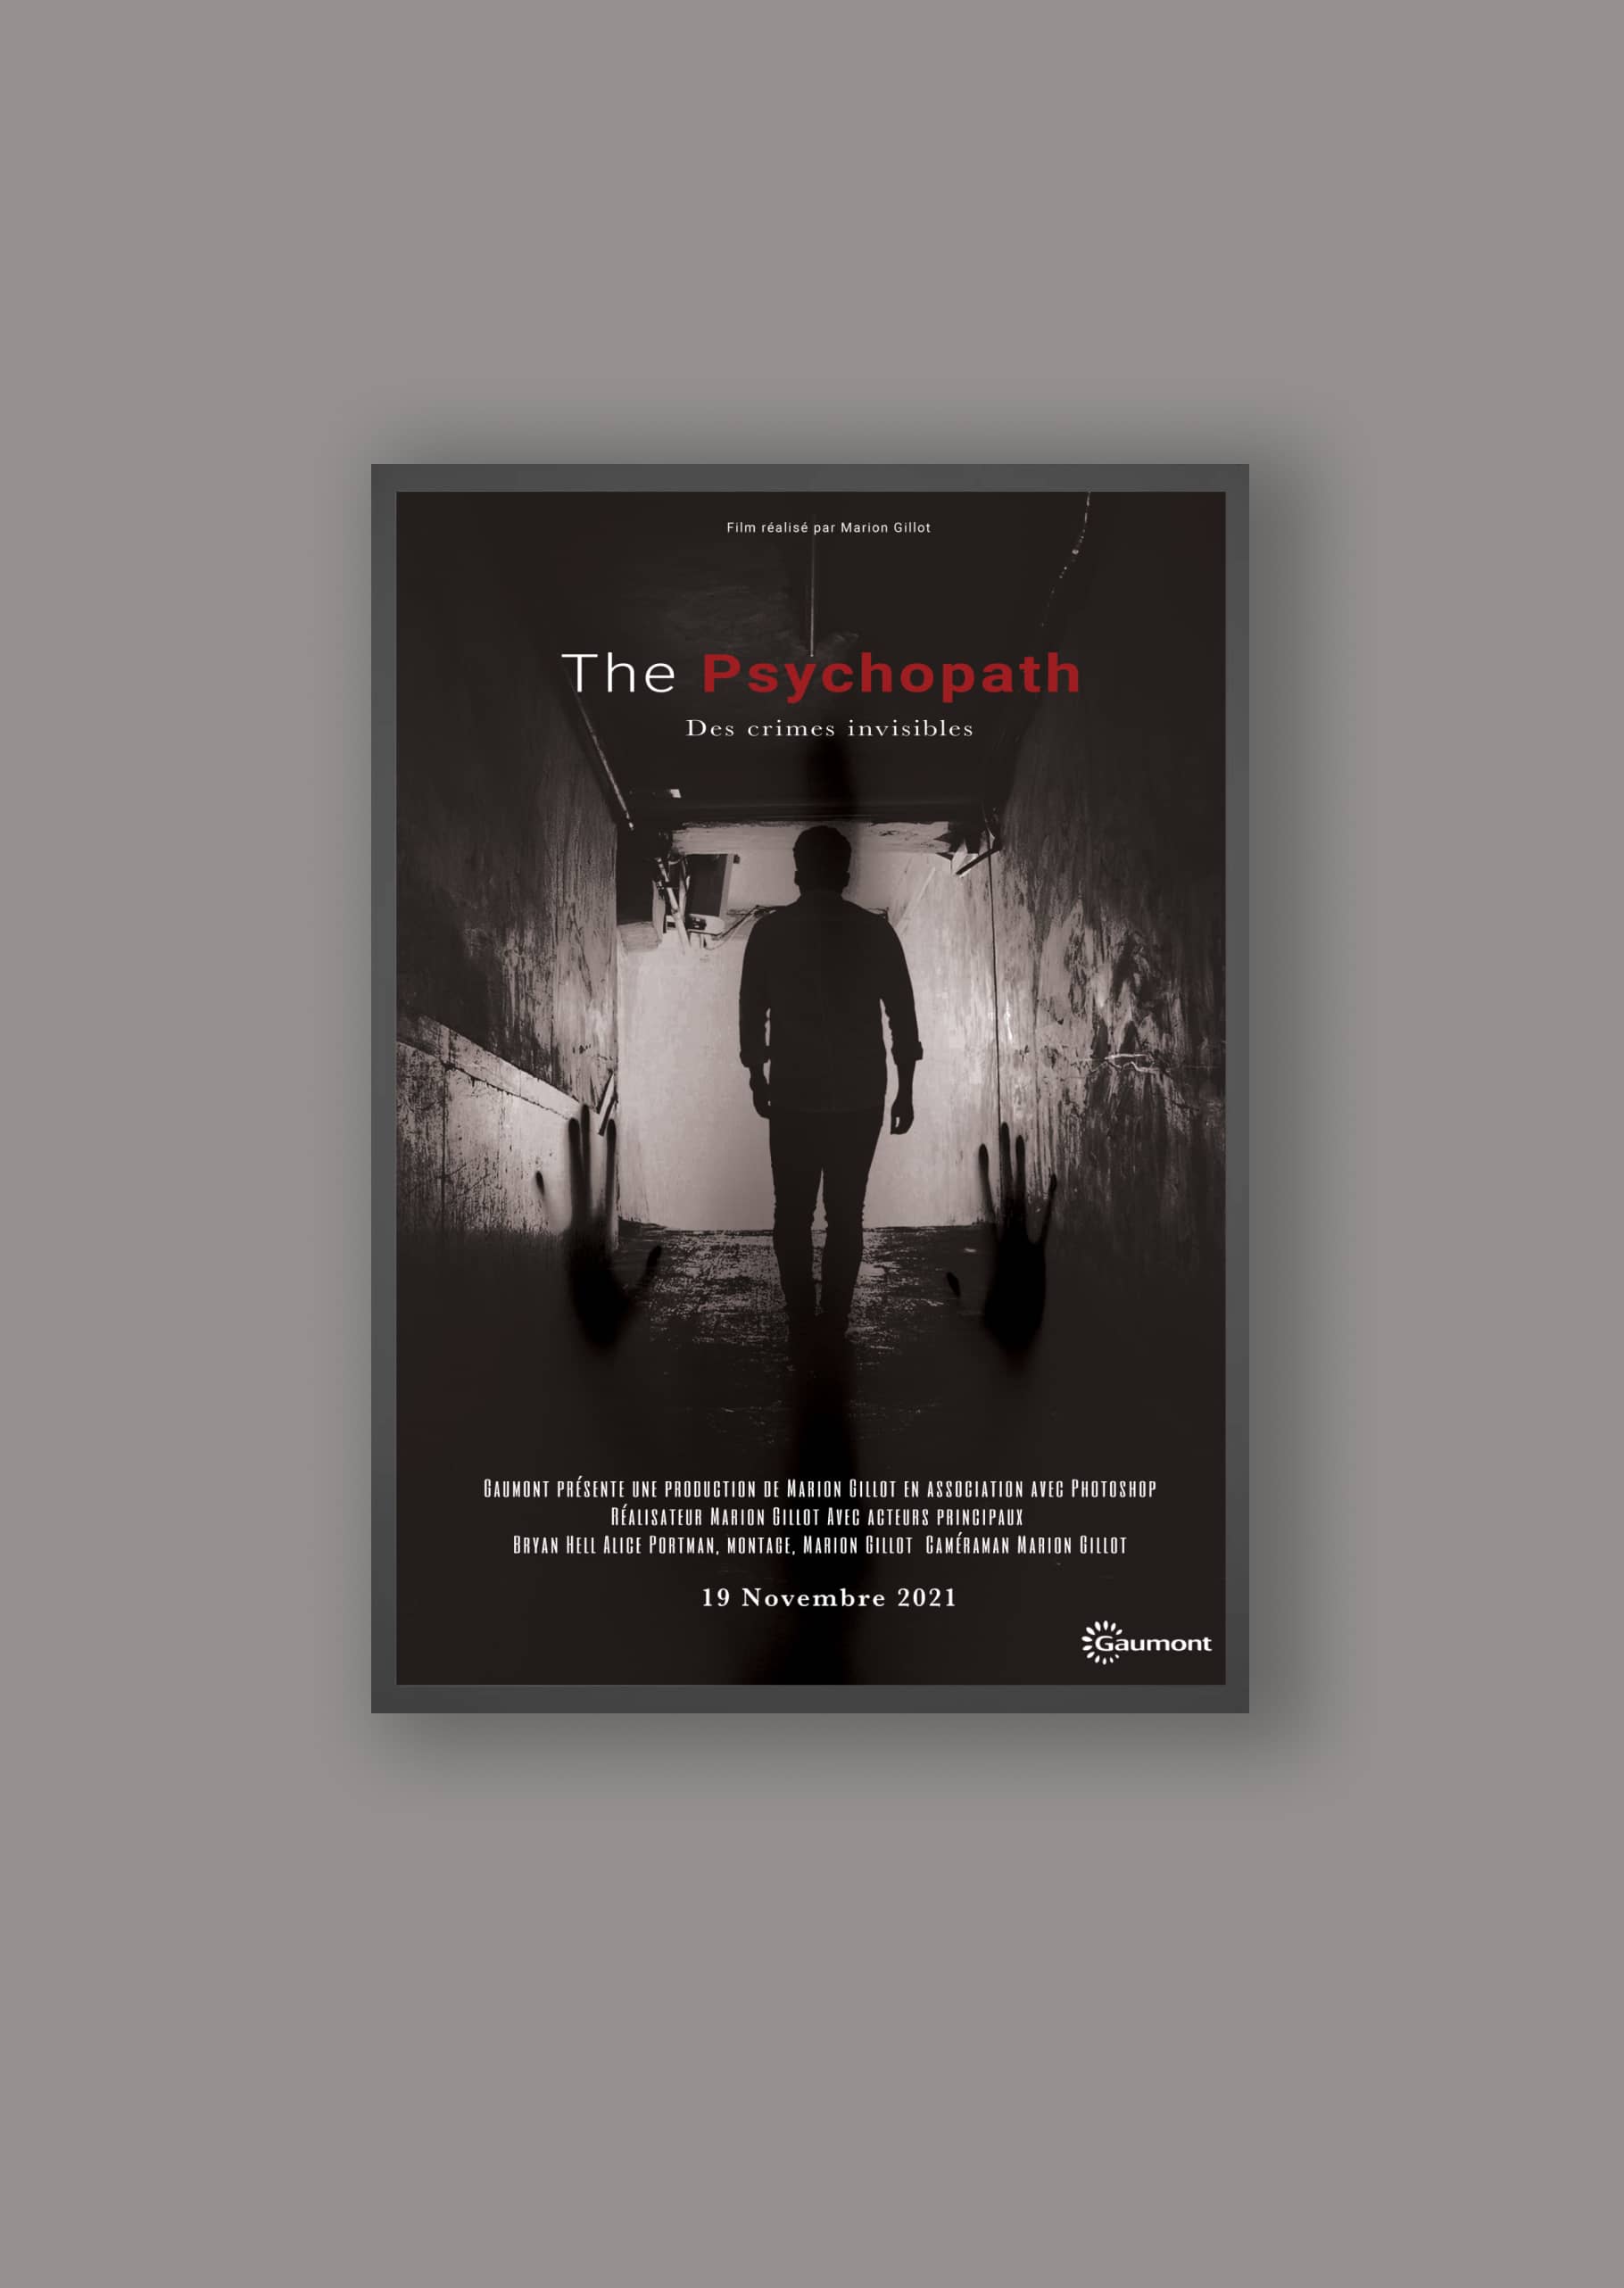 Film réalisé par Marion Gillot
The Psychopath
Des crimes invisibles
GAUMONT PRÉSENTE UNE PRODUCTION DE MARION GILLOT EN ASSOCIATION AVEC PHOTOSHOP
RÉALISATEUR MARION GILLOT AVEC ACTEURS PRINCIPAUX
BRYAN HELL ALICE PORTMAN, MONTAGE, MARION GILLOT CAMÉRAMAN MARION GILLOT
19 Novembre 2021
Gaumont